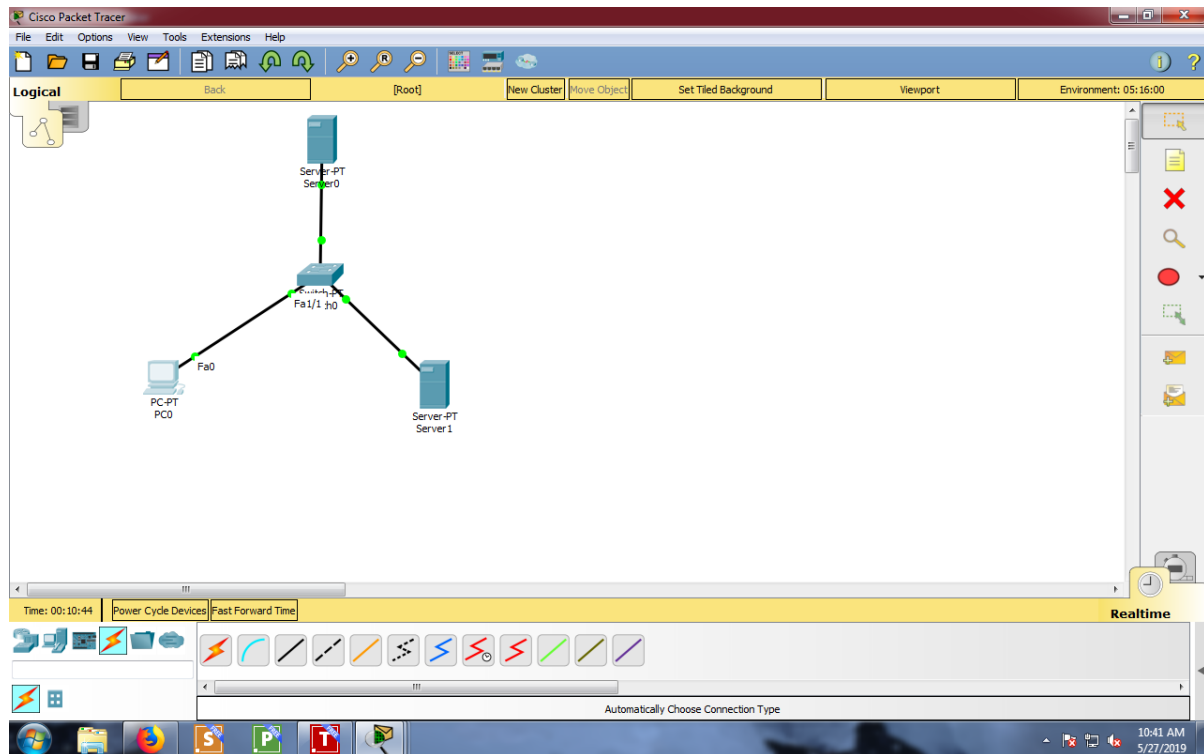 Cisco Packet Tracer
File Edit Options View Tools Extensions Help
Logical
Back
[Root]
New Cluster
Move Object
Set Tiled Background
Viewport
Environment: 05:16:00
Server-PT
Server0
Switch-PT
Fa1/1 h0
Fa0
PC-PT
PC0
Server-PT
Server1
Time: 00:10:44
Power Cycle Devices
Fast Forward Time
Realtime
Automatically Choose Connection Type
10:41 AM
5/27/2019